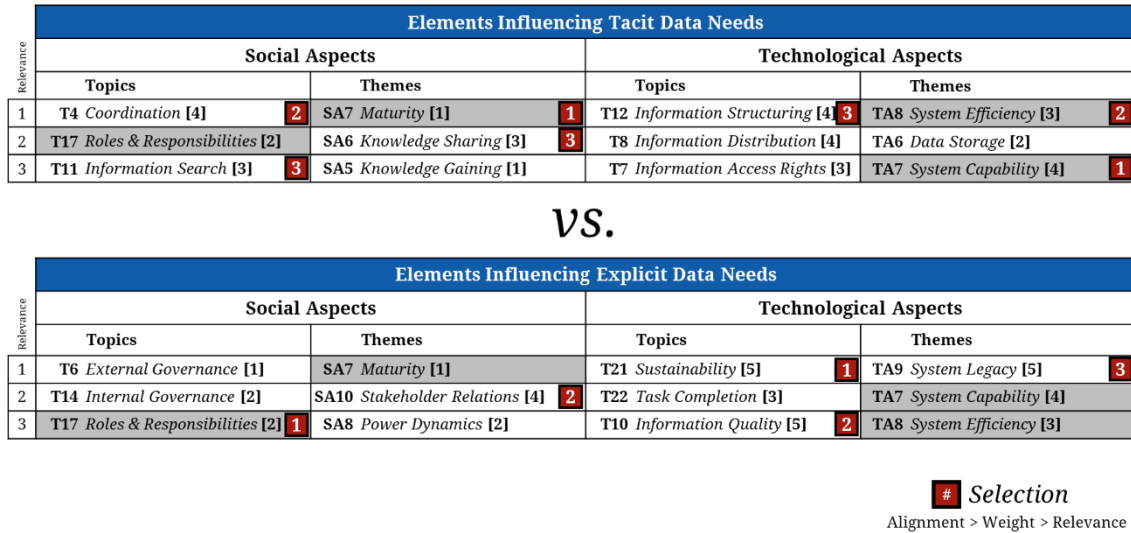 Elements Influencing Tacit Data Needs
Relevance
Social Aspects Technological Aspects
Topics Themes Topics Themes
1 T4 Coordination [4] 2 SA7 Maturity [1] 1 T12 Information Structuring [4] 3 TA8 System Efficiency [3] 2
2 T17 Roles & Responsibilities [2] SA6 Knowledge Sharing [3] 3 T8 Information Distribution [4] TA6 Data Storage [2]
3 T11 Information Search [3] 3 SA5 Knowledge Gaining [1] T7 Information Access Rights [3] TA7 System Capability [4] 1
vs.
Elements Influencing Explicit Data Needs
Relevance
Social Aspects Technological Aspects
Topics Themes Topics Themes
1 T6 External Governance [1] SA7 Maturity [1] T21 Sustainability [5] 1 TA9 System Legacy [5] 3
2 T14 Internal Governance [2] SA10 Stakeholder Relations [4] 2 T22 Task Completion [3] TA7 System Capability [4]
3 T17 Roles & Responsibilities [2] 1 SA8 Power Dynamics [2] T10 Information Quality [5] 2 TA8 System Efficiency [3]
# Selection
Alignment > Weight > Relevance